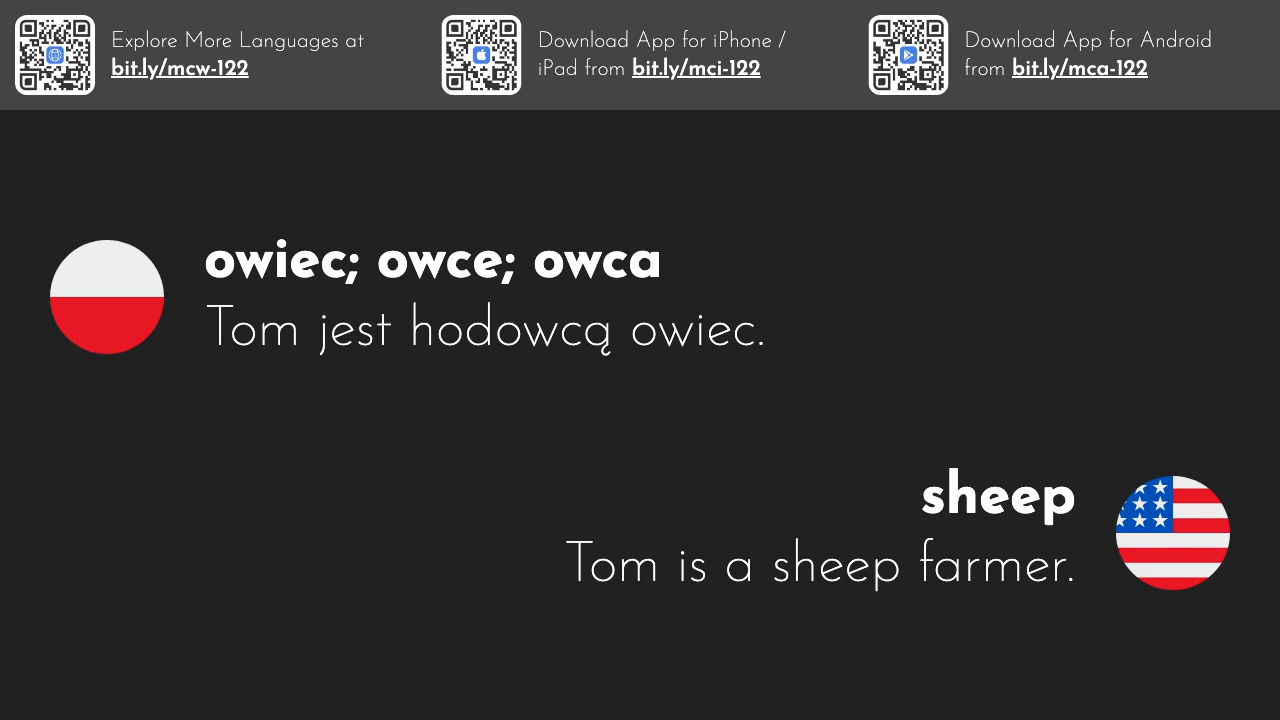 Explore More Languages at
bit.ly/mcw-122
Download App for iPhone /
iPad from bit.ly/mci-122
Download App for Android
from bit.ly/mca-122
owiec; owce; owca
Tom jest hodowcą owiec.
sheep
Tom is a sheep farmer.